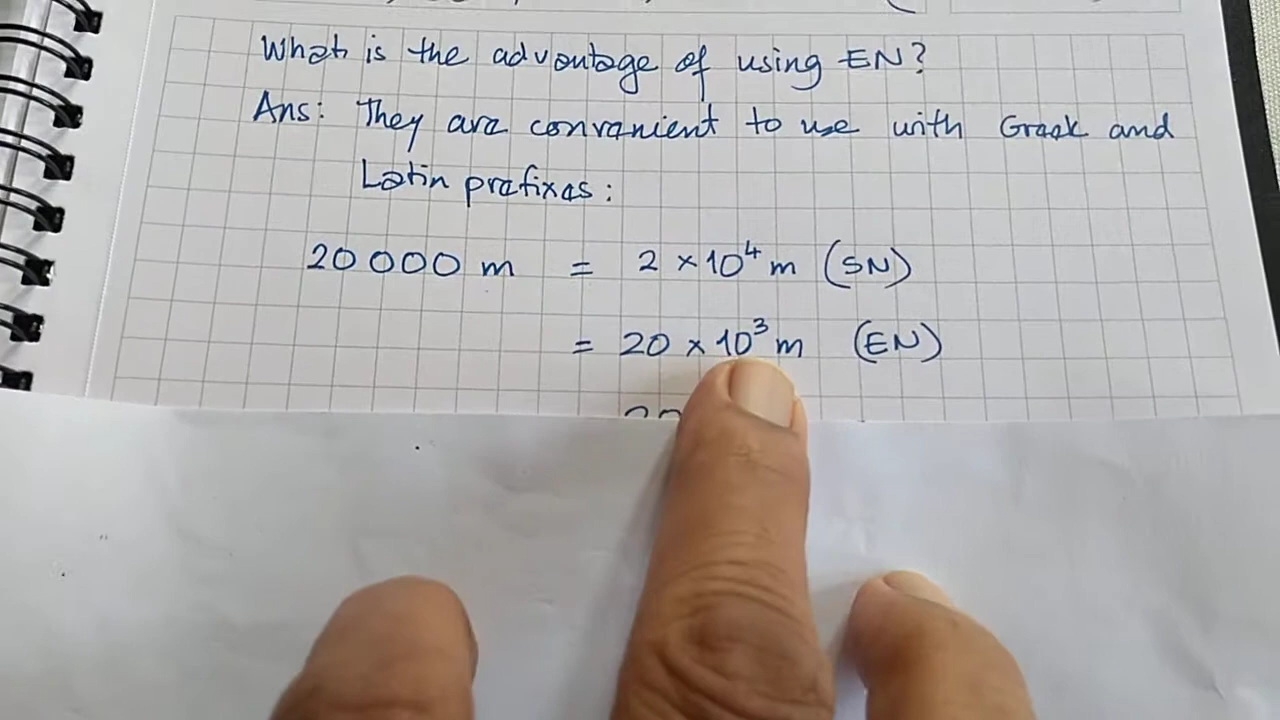 What is the advantage of using EN?
Ans: They are convenient to use with Greek and
Latin prefixes:
20 000 m = 2 × 10⁴ m (SN)
= 20 × 10³ m (EN)